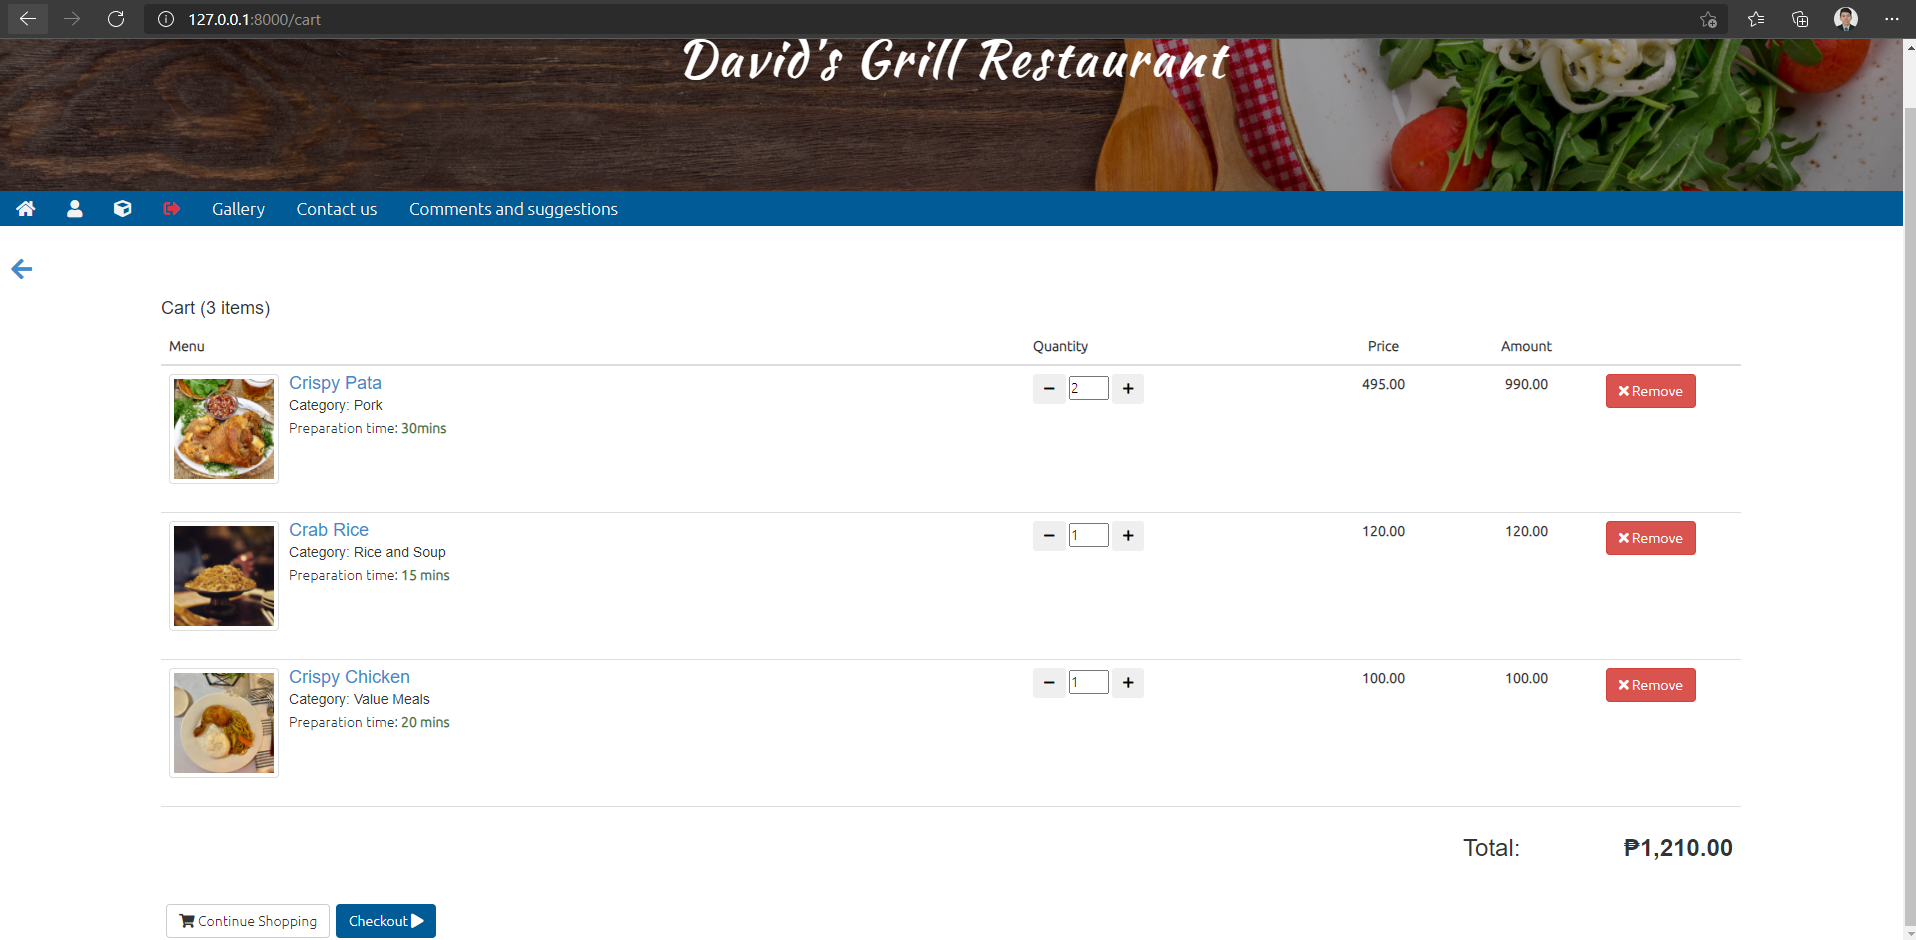 127.0.0.1:8000/cart
David's Grill Restaurant
Gallery Contact us Comments and suggestions
Cart (3 items)
Menu Quantity Price Amount
Crispy Pata 2 495.00 990.00 Remove
Category: Pork
Preparation time: 30mins
Crab Rice 1 120.00 120.00 Remove
Category: Rice and Soup
Preparation time: 15 mins
Crispy Chicken 1 100.00 100.00 Remove
Category: Value Meals
Preparation time: 20 mins
Total: ₱1,210.00
Continue Shopping Checkout